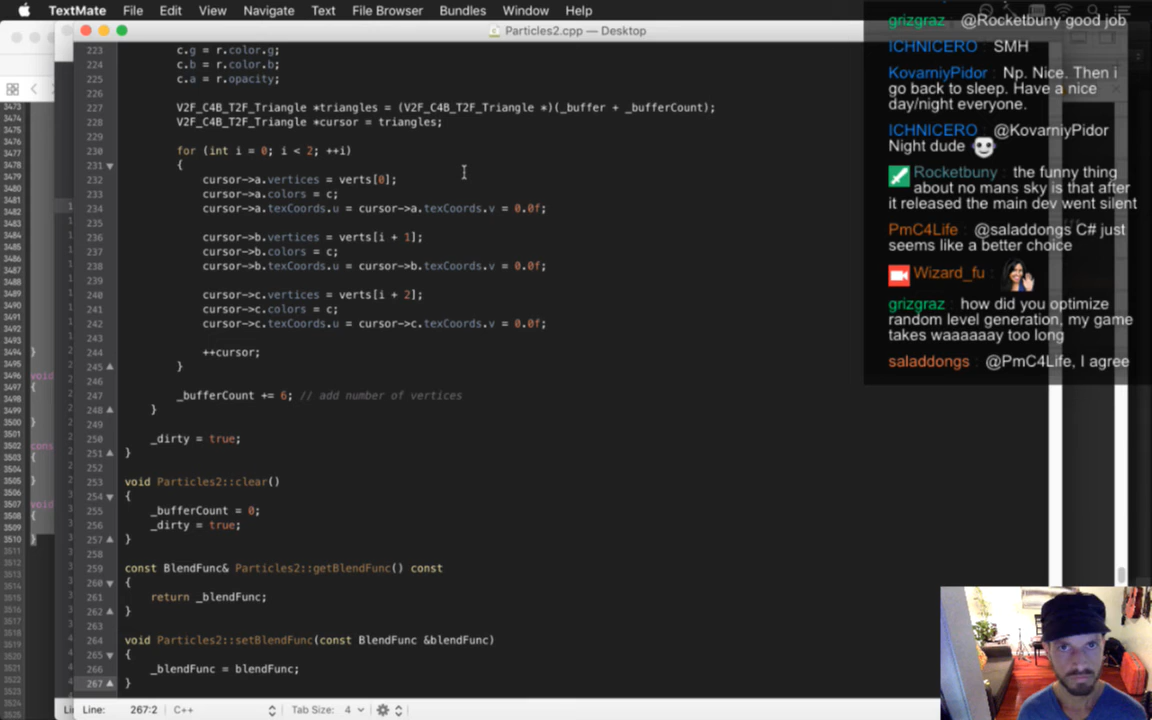 TextMate File Edit View Navigate Text File Browser Bundles Window Help
Particles2.cpp — Desktop
223 c.g = r.color.g;
224 c.b = r.color.b;
225 c.a = r.opacity;
226
227 V2F_C4B_T2F_Triangle *triangles = (V2F_C4B_T2F_Triangle *)(_buffer + _bufferCount);
228 V2F_C4B_T2F_Triangle *cursor = triangles;
229
230 for (int i = 0; i < 2; ++i)
231 {
232 cursor->a.vertices = verts[0];
233 cursor->a.colors = c;
234 cursor->a.texCoords.u = cursor->a.texCoords.v = 0.0f;
235
236 cursor->b.vertices = verts[i + 1];
237 cursor->b.colors = c;
238 cursor->b.texCoords.u = cursor->b.texCoords.v = 0.0f;
239
240 cursor->c.vertices = verts[i + 2];
241 cursor->c.colors = c;
242 cursor->c.texCoords.u = cursor->c.texCoords.v = 0.0f;
243
244 ++cursor;
245 }
246
247 _bufferCount += 6; // add number of vertices
248 }
249
250 _dirty = true;
251 }
252
253 void Particles2::clear()
254 {
255 _bufferCount = 0;
256 _dirty = true;
257 }
258
259 const BlendFunc& Particles2::getBlendFunc() const
260 {
261 return _blendFunc;
262 }
263
264 void Particles2::setBlendFunc(const BlendFunc &blendFunc)
265 {
266 _blendFunc = blendFunc;
267 }
Line: 267:2 C++ Tab Size: 4
grizgraz @Rocketbuny good job
ICHNICERO : SMH
KovarniyPidor : Np. Nice. Then i
go back to sleep. Have a nice
day/night everyone.
ICHNICERO : @KovarniyPidor
Night dude
Rocketbuny : the funny thing
about no mans sky is that after
it released the main dev went silent
PmC4Life : @saladdongs C# just
seems like a better choice
Wizard_fu :
grizgraz : how did you optimize
random level generation, my game
takes waaaaaay too long
saladdongs : @PmC4Life, I agree